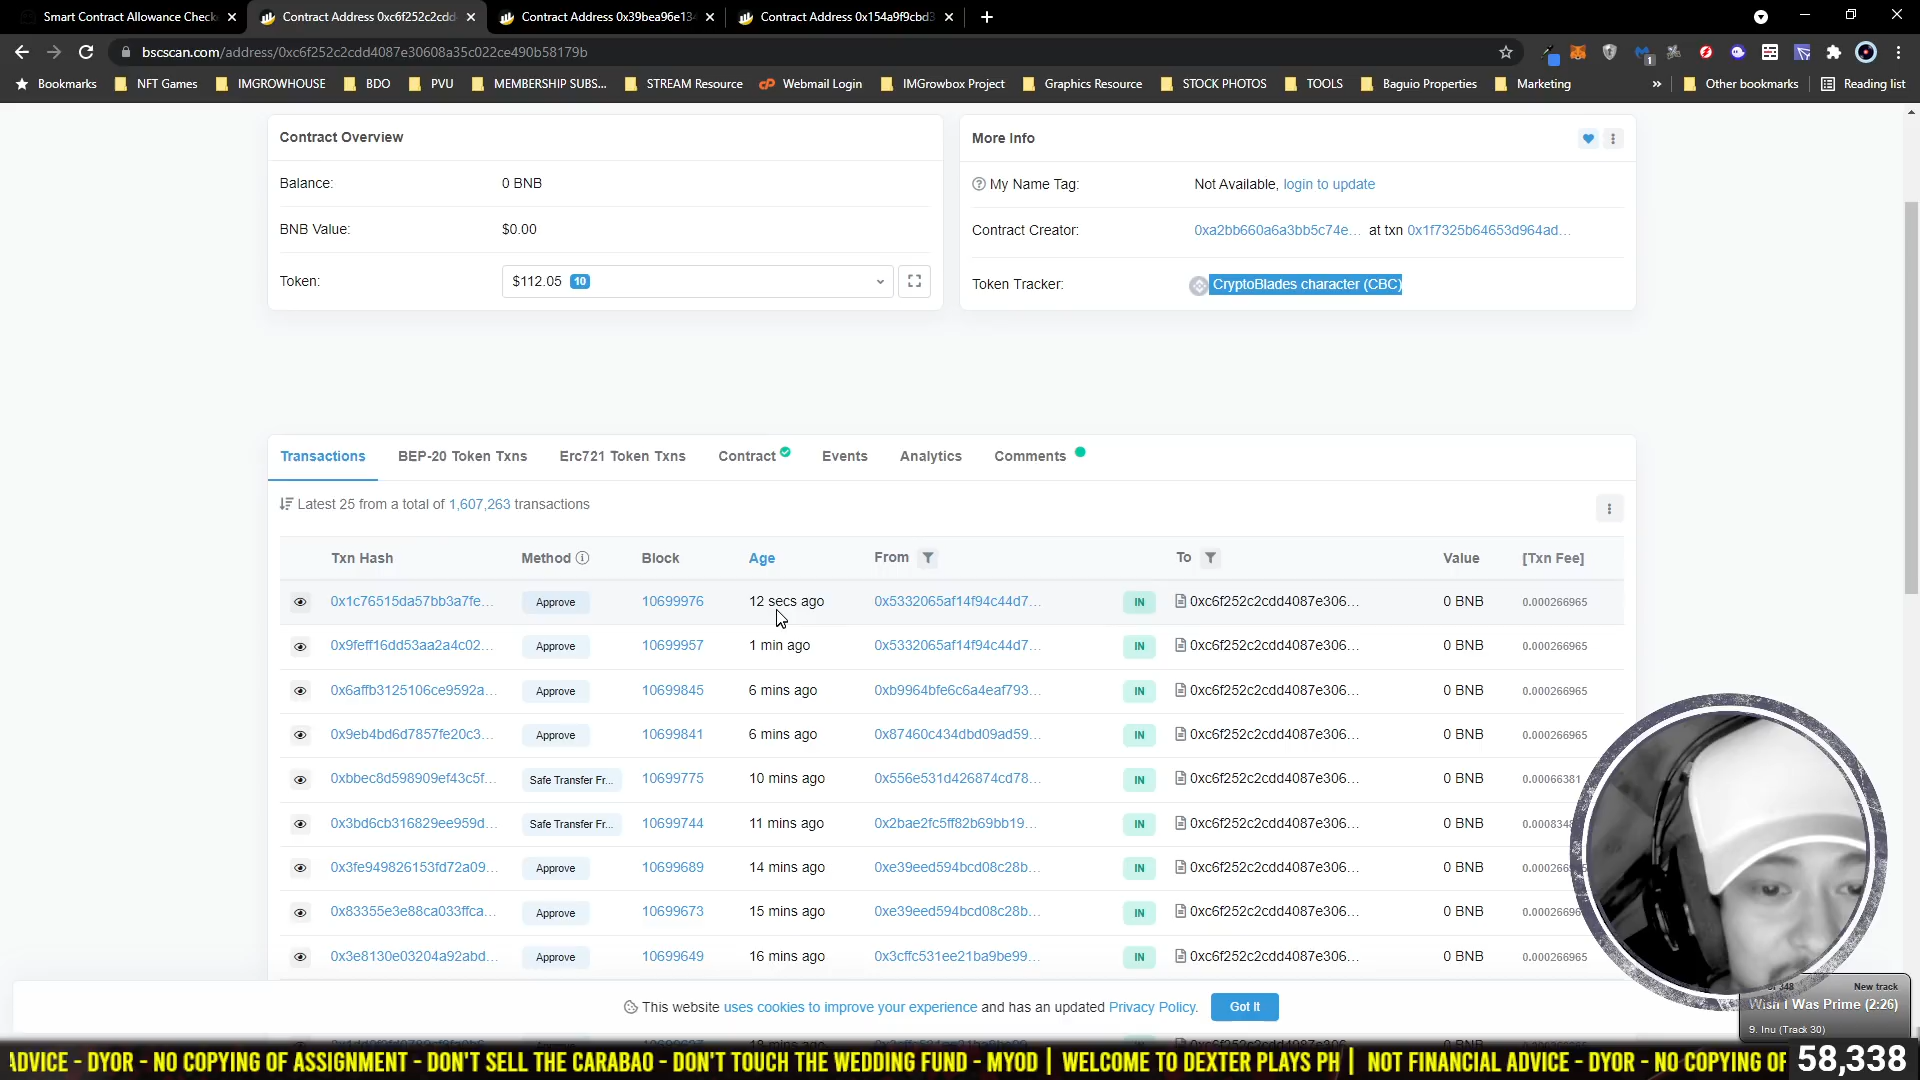 Smart Contract Allowance Check
Contract Address 0xc6f252c2cdd
Contract Address 0x39bea96e13
Contract Address 0x154a9f9cbd3
bscscan.com/address/0xc6f252c2cdd4087e30608a35c022ce490b58179b
Bookmarks NFT Games IMGROWHOUSE BDO PVU MEMBERSHIP SUBS... STREAM Resource Webmail Login IMGrowbox Project Graphics Resource STOCK PHOTOS TOOLS Baguio Properties Marketing » Other bookmarks Reading list
Contract Overview
Balance: 0 BNB
BNB Value: $0.00
Token: $112.05 10
More Info
My Name Tag: Not Available, login to update
Contract Creator: 0xa2bb660a6a3bb5c74e... at txn 0x1f7325b64653d964ad...
Token Tracker: CryptoBlades character (CBC)
Transactions BEP-20 Token Txns Erc721 Token Txns Contract Events Analytics Comments
Latest 25 from a total of 1,607,263 transactions
Txn Hash Method Block Age From To Value [Txn Fee]
0x1c76515da57bb3a7fe... Approve 10699976 12 secs ago 0x5332065af14f94c44d7... IN 0xc6f252c2cdd4087e306... 0 BNB 0.000266965
0x9feff16dd53aa2a4c02... Approve 10699957 1 min ago 0x5332065af14f94c44d7... IN 0xc6f252c2cdd4087e306... 0 BNB 0.000266965
0x6affb3125106ce9592a... Approve 10699845 6 mins ago 0xb9964bfe6c6a4eaf793... IN 0xc6f252c2cdd4087e306... 0 BNB 0.000266965
0x9eb4bd6d7857fe20c3... Approve 10699841 6 mins ago 0x87460c434dbd09ad59... IN 0xc6f252c2cdd4087e306... 0 BNB 0.000266965
0xbbec8d598909ef43c5f... Safe Transfer Fr... 10699775 10 mins ago 0x556e531d426874cd78... IN 0xc6f252c2cdd4087e306... 0 BNB 0.00066381
0x3bd6cb316829ee959d... Safe Transfer Fr... 10699744 11 mins ago 0x2bae2fc5ff82b69bb19... IN 0xc6f252c2cdd4087e306... 0 BNB
0x3fe949826153fd72a09... Approve 10699689 14 mins ago 0xe39eed594bcd08c28b... IN 0xc6f252c2cdd4087e306... 0 BNB
0x83355e3e88ca033ffca... Approve 10699673 15 mins ago 0xe39eed594bcd08c28b... IN 0xc6f252c2cdd4087e306... 0 BNB
0x3e8130e03204a92abd... Approve 10699649 16 mins ago 0x3cffc531ee21ba9be99... IN 0xc6f252c2cdd4087e306... 0 BNB 0.000266965
This website uses cookies to improve your experience and has an updated Privacy Policy. Got It
New track
Wish I Was Prime (2:26)
9. Inu (Track 30)
ADVICE - DYOR - NO COPYING OF ASSIGNMENT - DON'T SELL THE CARABAO - DON'T TOUCH THE WEDDING FUND - MYOD | WELCOME TO DEXTER PLAYS PH | NOT FINANCIAL ADVICE - DYOR - NO COPYING OF
58,338